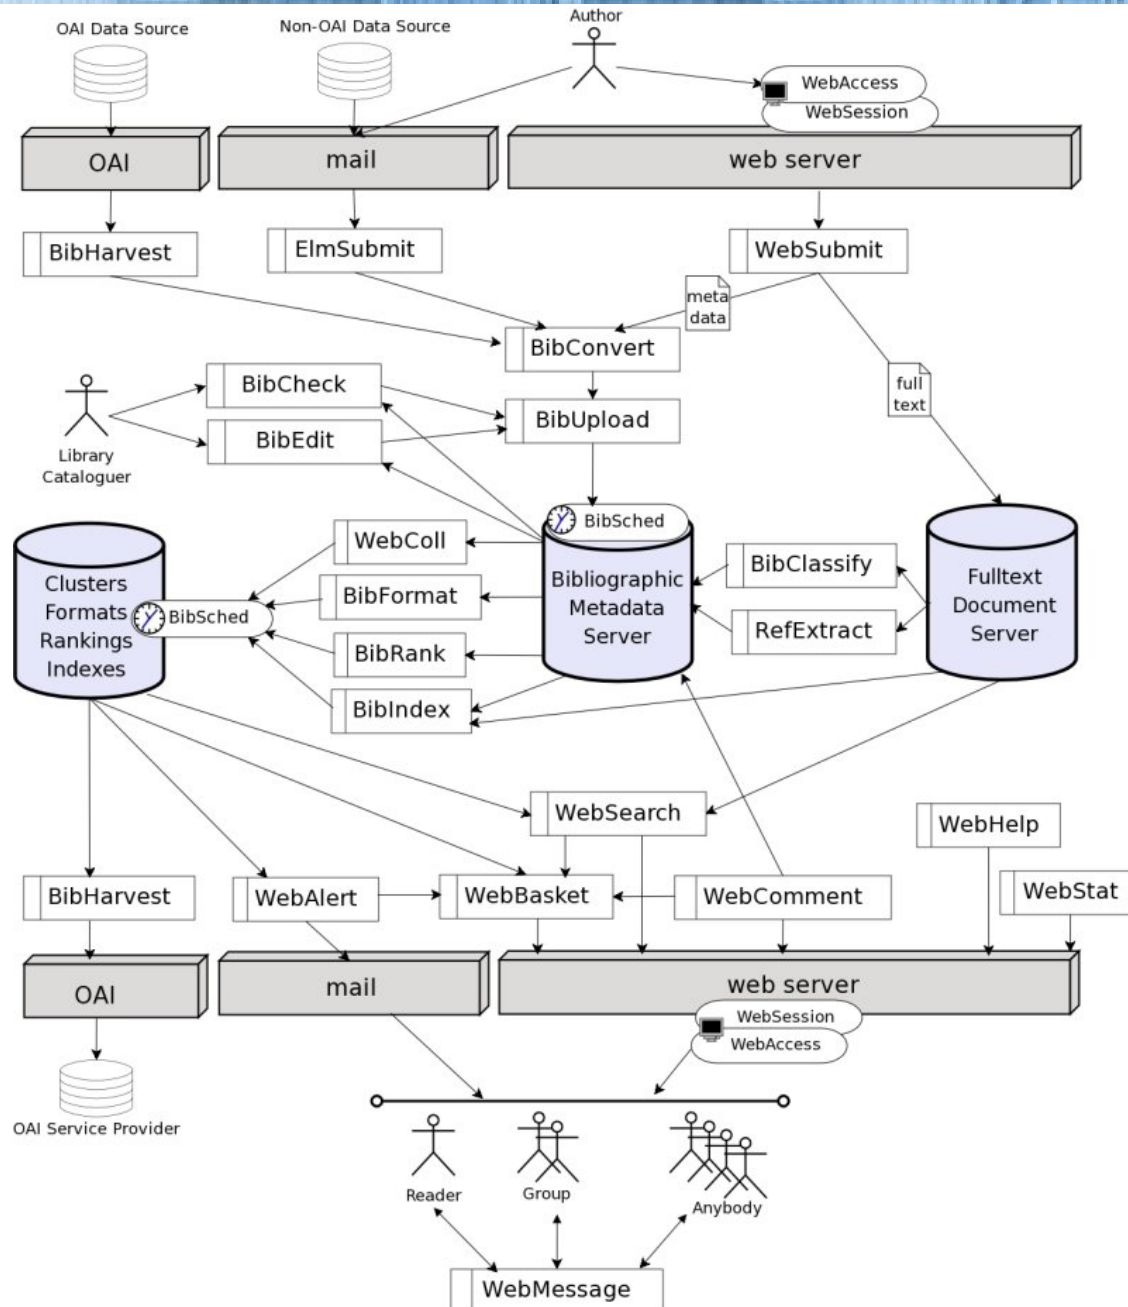 Author
OAI Data Source
Non-OAI Data Source
WebAccess
WebSession
OAI
mail
web server
BibHarvest
ElmSubmit
WebSubmit
meta
data
BibConvert
full
text
BibCheck
BibUpload
BibEdit
Library
Cataloguer
BibSched
WebColl
Clusters
Formats
Rankings
Indexes
BibSched
BibFormat
BibRank
BibIndex
Bibliographic
Metadata
Server
BibClassify
RefExtract
Fulltext
Document
Server
WebSearch
WebHelp
BibHarvest
WebAlert
WebBasket
WebComment
WebStat
OAI
mail
web server
WebSession
WebAccess
OAI Service Provider
Reader
Group
Anybody
WebMessage